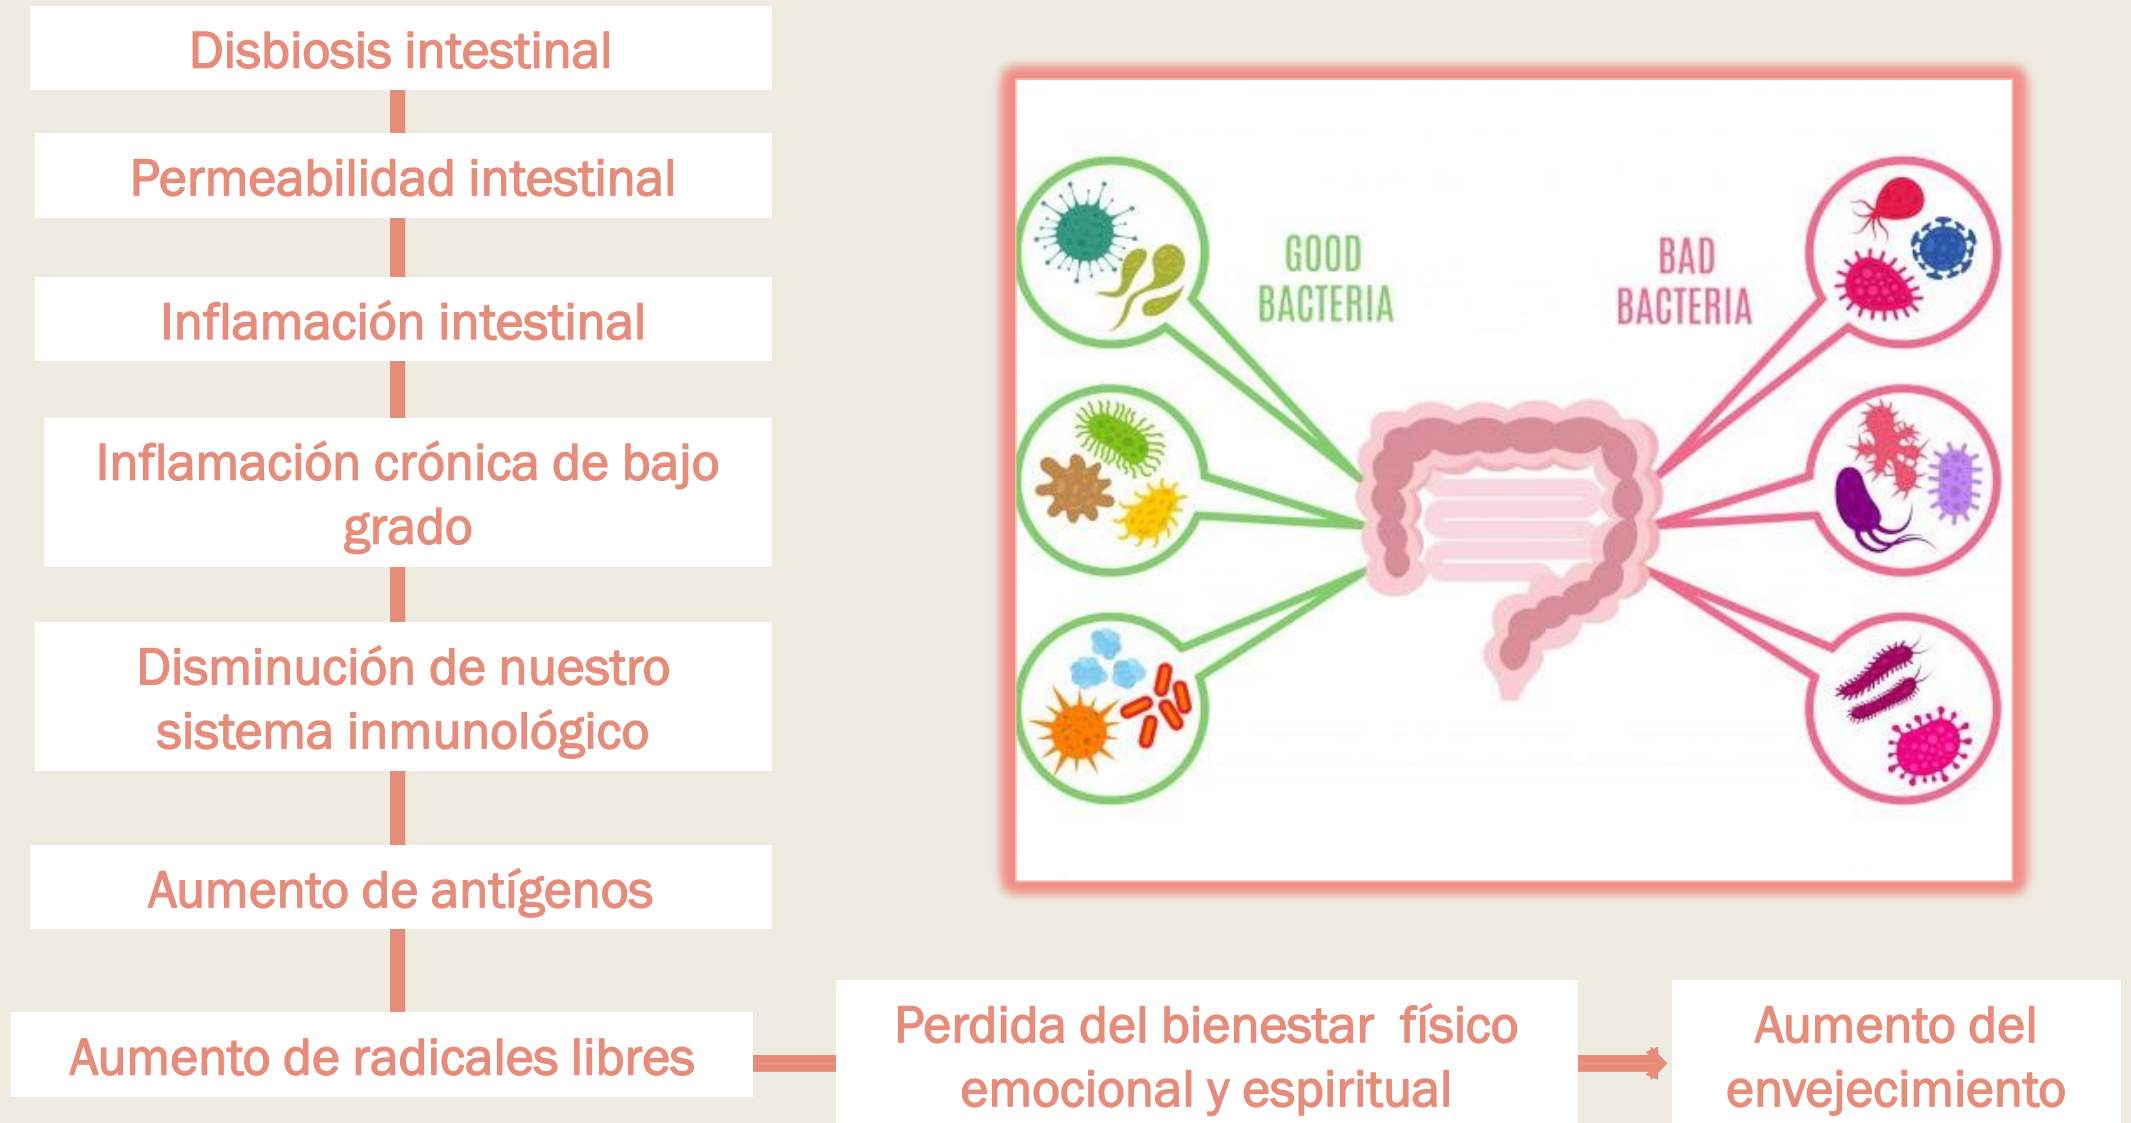 Disbiosis intestinal
Permeabilidad intestinal
Inflamación intestinal
Inflamación crónica de bajo
grado
Disminución de nuestro
sistema inmunológico
Aumento de antígenos
Aumento de radicales libres
Perdida del bienestar físico
emocional y espiritual
Aumento del
envejecimiento
GOOD
BACTERIA
BAD
BACTERIA